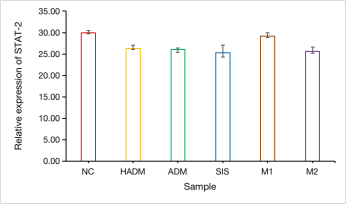 35.00
30.00
25.00
20.00
15.00
10.00
5.00
0.00
Relative expression of STAT-2
NC HADM ADM SIS M1 M2
Sample